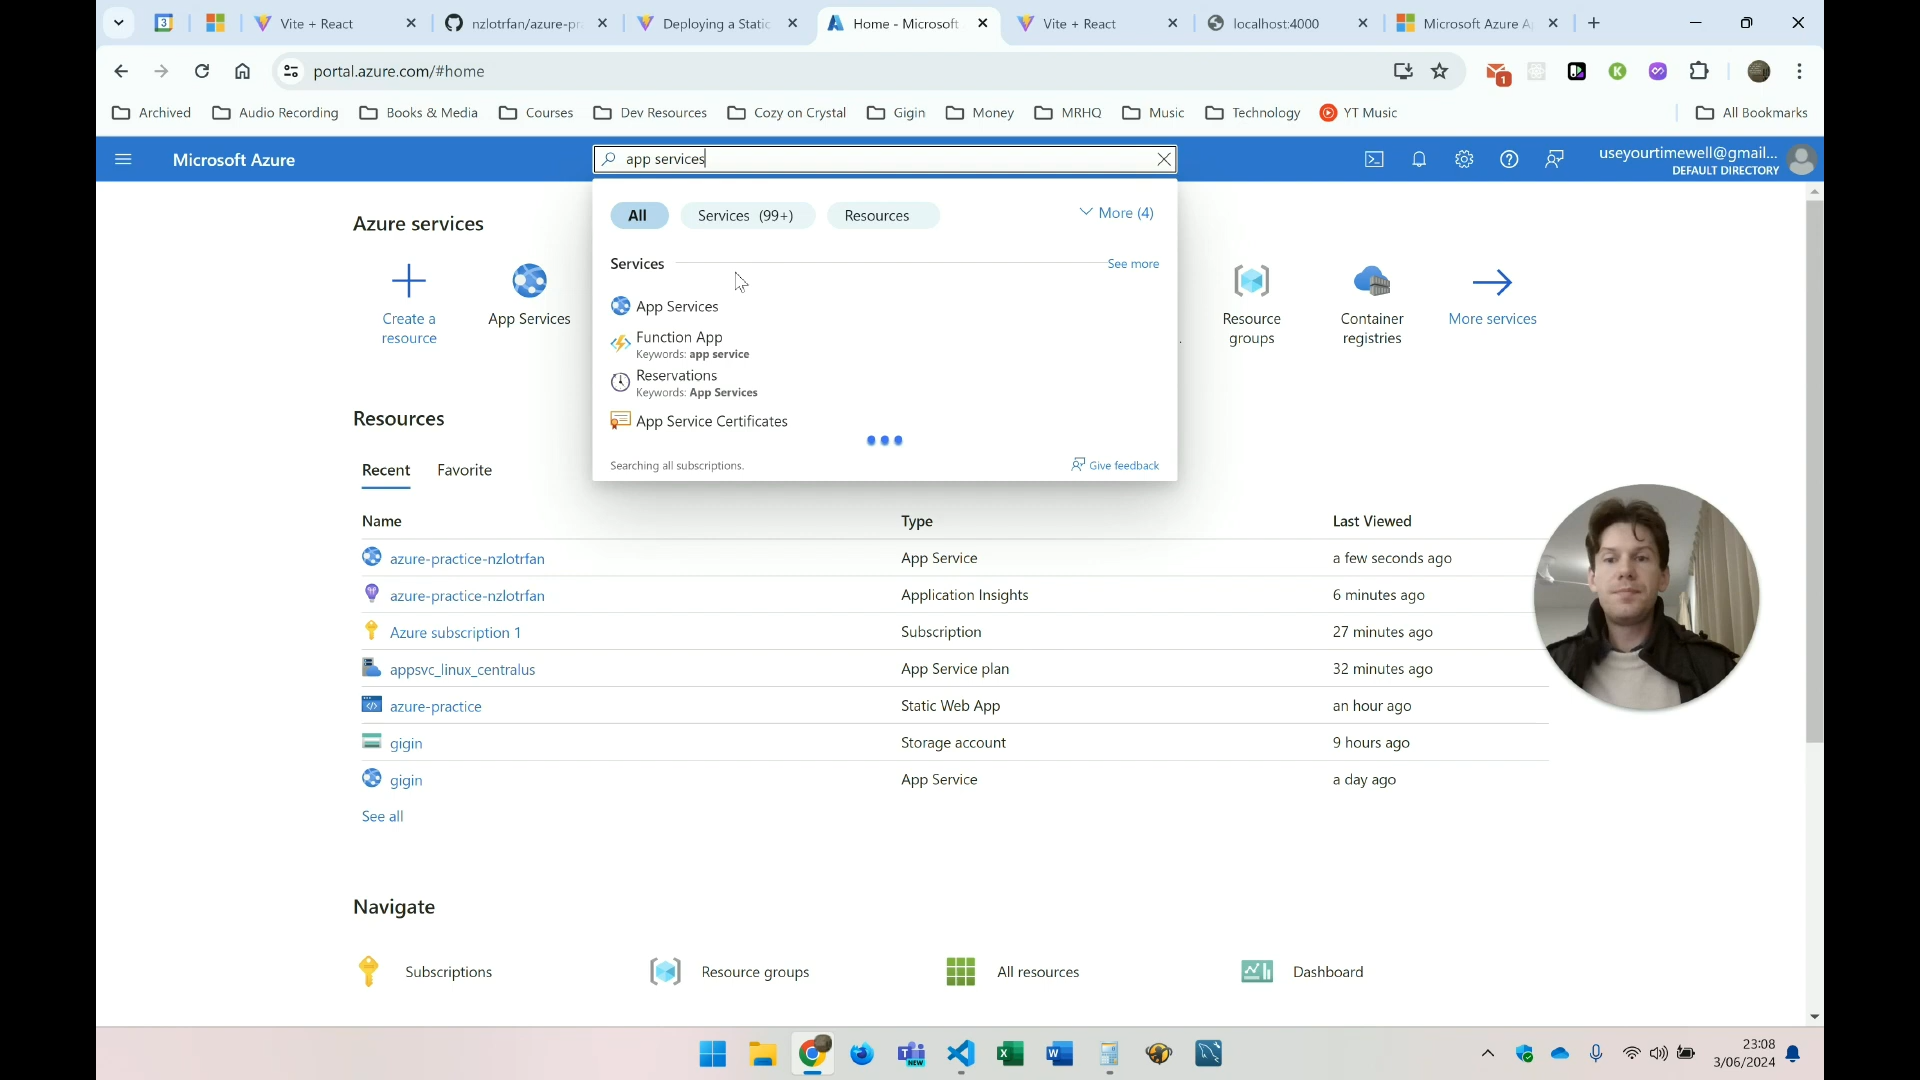 3
Vite + React
nzlotrfan/azure-pr
Deploying a Static
Home - Microsoft
Vite + React
localhost:4000
Microsoft Azure A
portal.azure.com/#home
1
K
Archived
Audio Recording
Books & Media
Courses
Dev Resources
Cozy on Crystal
Gigin
Money
MRHQ
Music
Technology
YT Music
All Bookmarks
Microsoft Azure
app services
useyourtimewell@gmail...
DEFAULT DIRECTORY
Azure services
All
Services (99+)
Resources
More (4)
Services
See more
App Services
Function App
Keywords: app service
Reservations
Keywords: App Services
App Service Certificates
Searching all subscriptions.
Give feedback
Create a
resource
App Services
Resource
groups
Container
registries
More services
Resources
Recent
Favorite
Name
Type
Last Viewed
azure-practice-nzlotrfan
App Service
a few seconds ago
azure-practice-nzlotrfan
Application Insights
6 minutes ago
Azure subscription 1
Subscription
27 minutes ago
appsvc_linux_centralus
App Service plan
32 minutes ago
azure-practice
Static Web App
an hour ago
gigin
Storage account
9 hours ago
gigin
App Service
a day ago
See all
Navigate
Subscriptions
Resource groups
All resources
Dashboard
NEW
23:08
3/06/2024